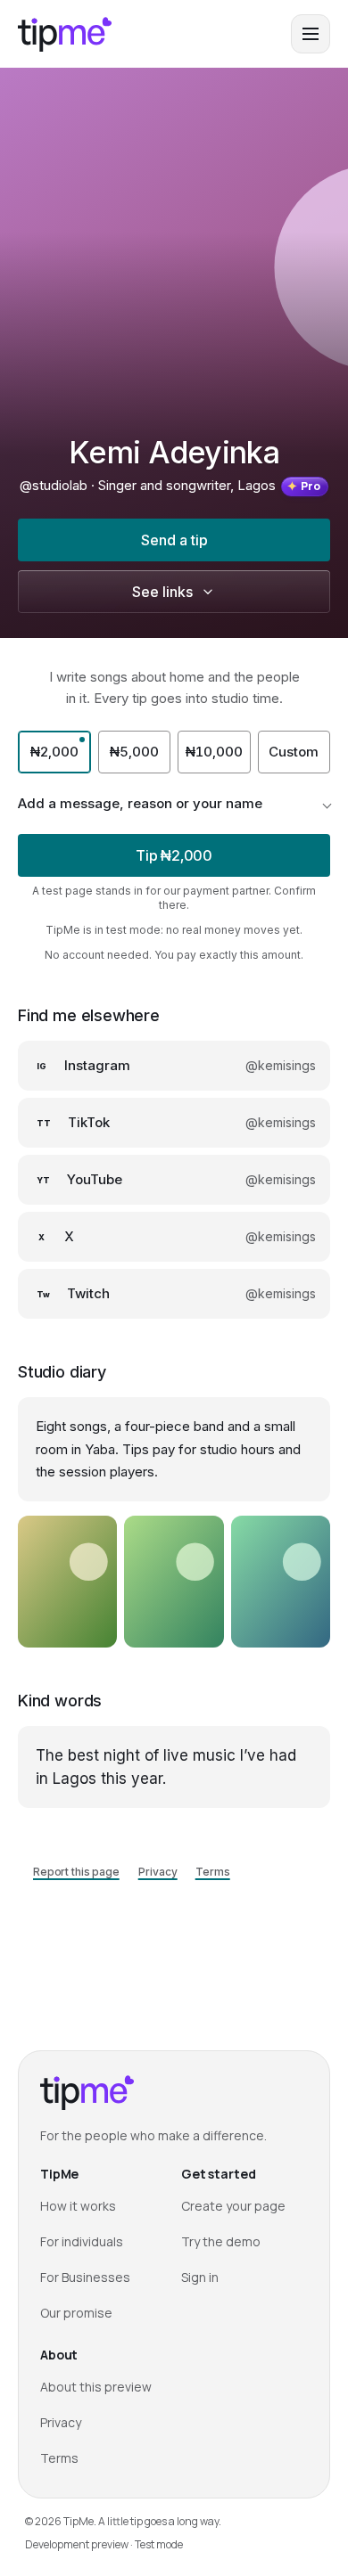 tipme
Kemi Adeyinka
@studiolab · Singer and songwriter, Lagos ✦ Pro
Send a tip
See links
I write songs about home and the people
in it. Every tip goes into studio time.
₦2,000 ₦5,000 ₦10,000 Custom
Add a message, reason or your name
Tip ₦2,000
A test page stands in for our payment partner. Confirm
there.
TipMe is in test mode: no real money moves yet.
No account needed. You pay exactly this amount.
Find me elsewhere
IG Instagram @kemisings
TT TikTok @kemisings
YT YouTube @kemisings
X X @kemisings
Tw Twitch @kemisings
Studio diary
Eight songs, a four-piece band and a small
room in Yaba. Tips pay for studio hours and
the session players.
Kind words
The best night of live music I’ve had
in Lagos this year.
Report this page Privacy Terms
tipme
For the people who make a difference.
TipMe
How it works
For individuals
For Businesses
Our promise
Get started
Create your page
Try the demo
Sign in
About
About this preview
Privacy
Terms
© 2026 TipMe. A little tip goes a long way.
Development preview · Test mode